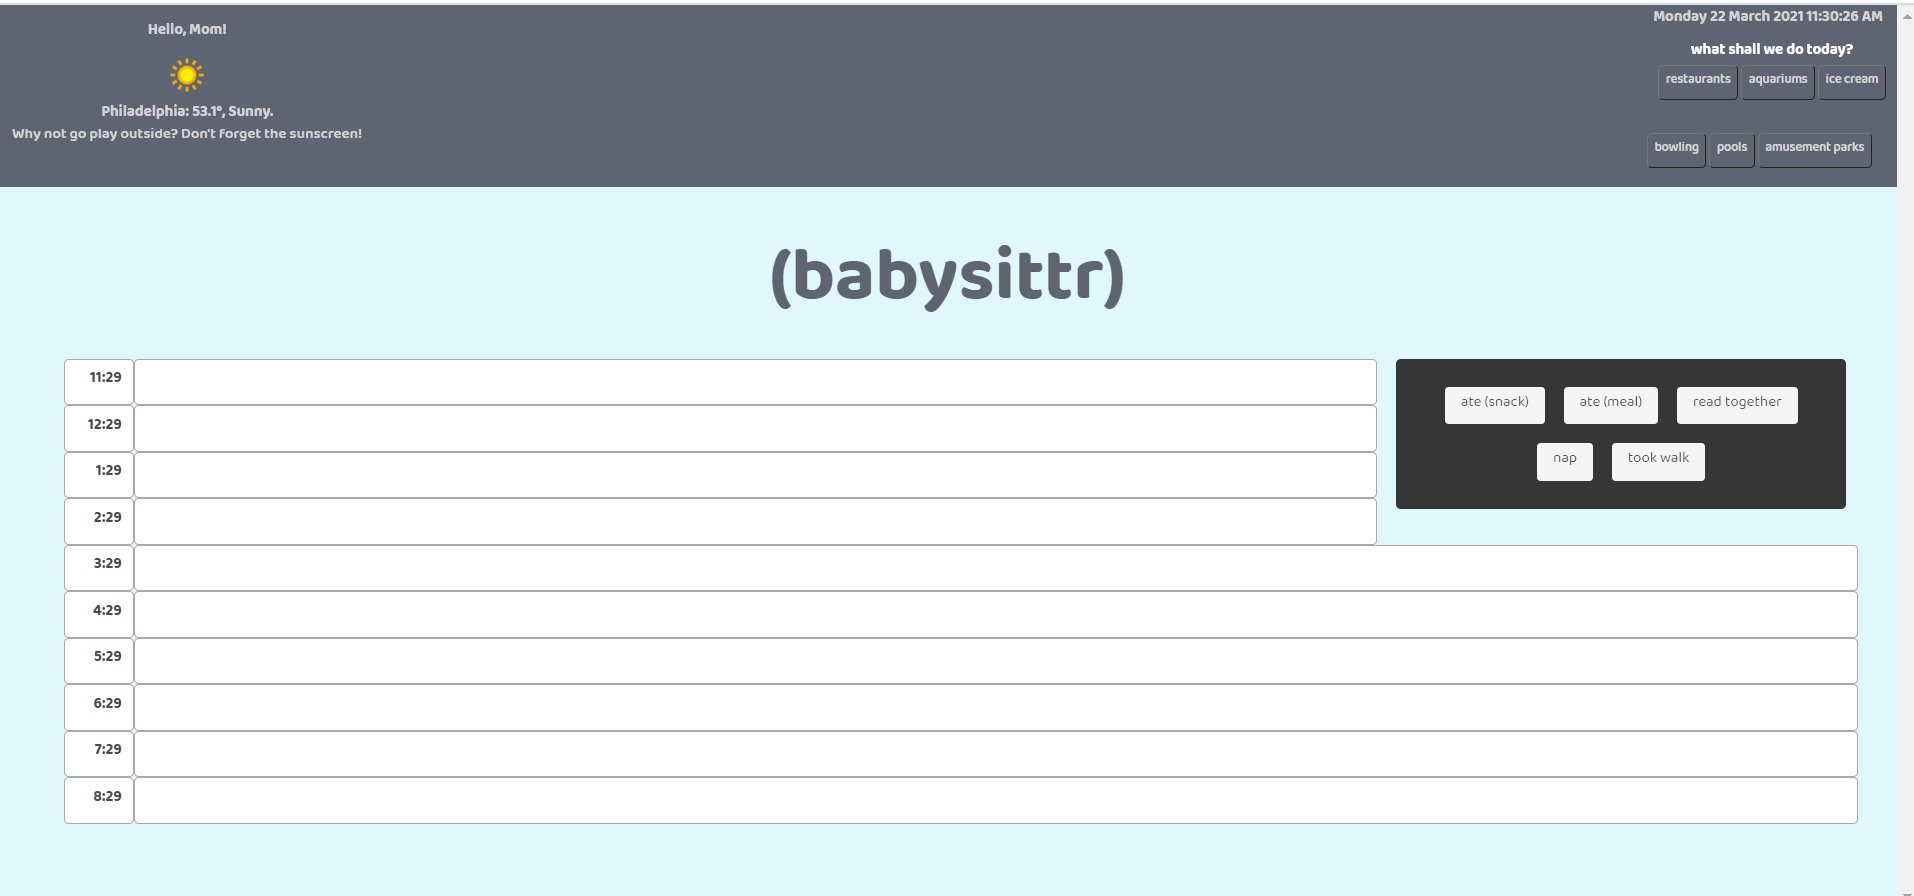 Hello, Mom!
Philadelphia: 53.1°, Sunny.
Why not go play outside? Don't forget the sunscreen!
Monday 22 March 2021 11:30:26 AM
what shall we do today?
restaurants aquariums ice cream
bowling pools amusement parks
(babysittr)
11:29
12:29
1:29
2:29
3:29
4:29
5:29
6:29
7:29
8:29
ate (snack) ate (meal) read together
nap took walk